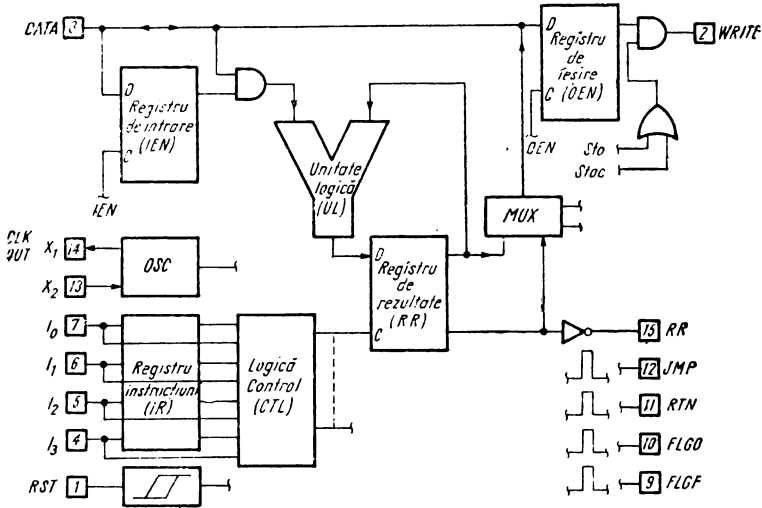 DATA 3
D
Registru
de intrare
(IEN)
C
IEN
Unitate
logică
(UL)
D
Registru
de
ieșire
(OEN)
C
OEN
2 WRITE
Sto
Stoc
MUX
CLK
OUT
X1 14
X2 13
OSC
D
Registru
de
rezultate
(RR)
C
I0 7
I1 6
I2 5
I3 4
Registru
instrucțiuni
(IR)
Logică
Control
(CTL)
RST 1
15 RR
12 JMP
11 RTN
10 FLGO
9 FLGF